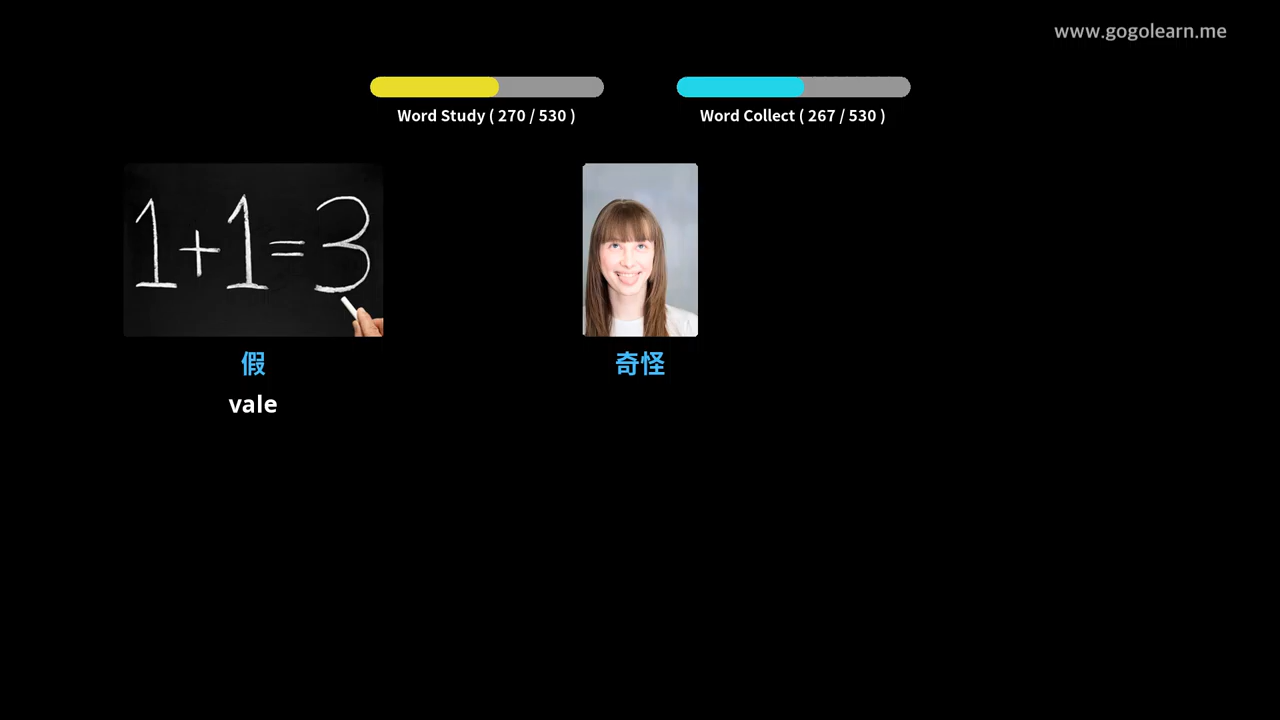 www.gogolearn.me
Word Study ( 270 / 530 )
Word Collect ( 267 / 530 )
1+1=3
假
奇怪
vale